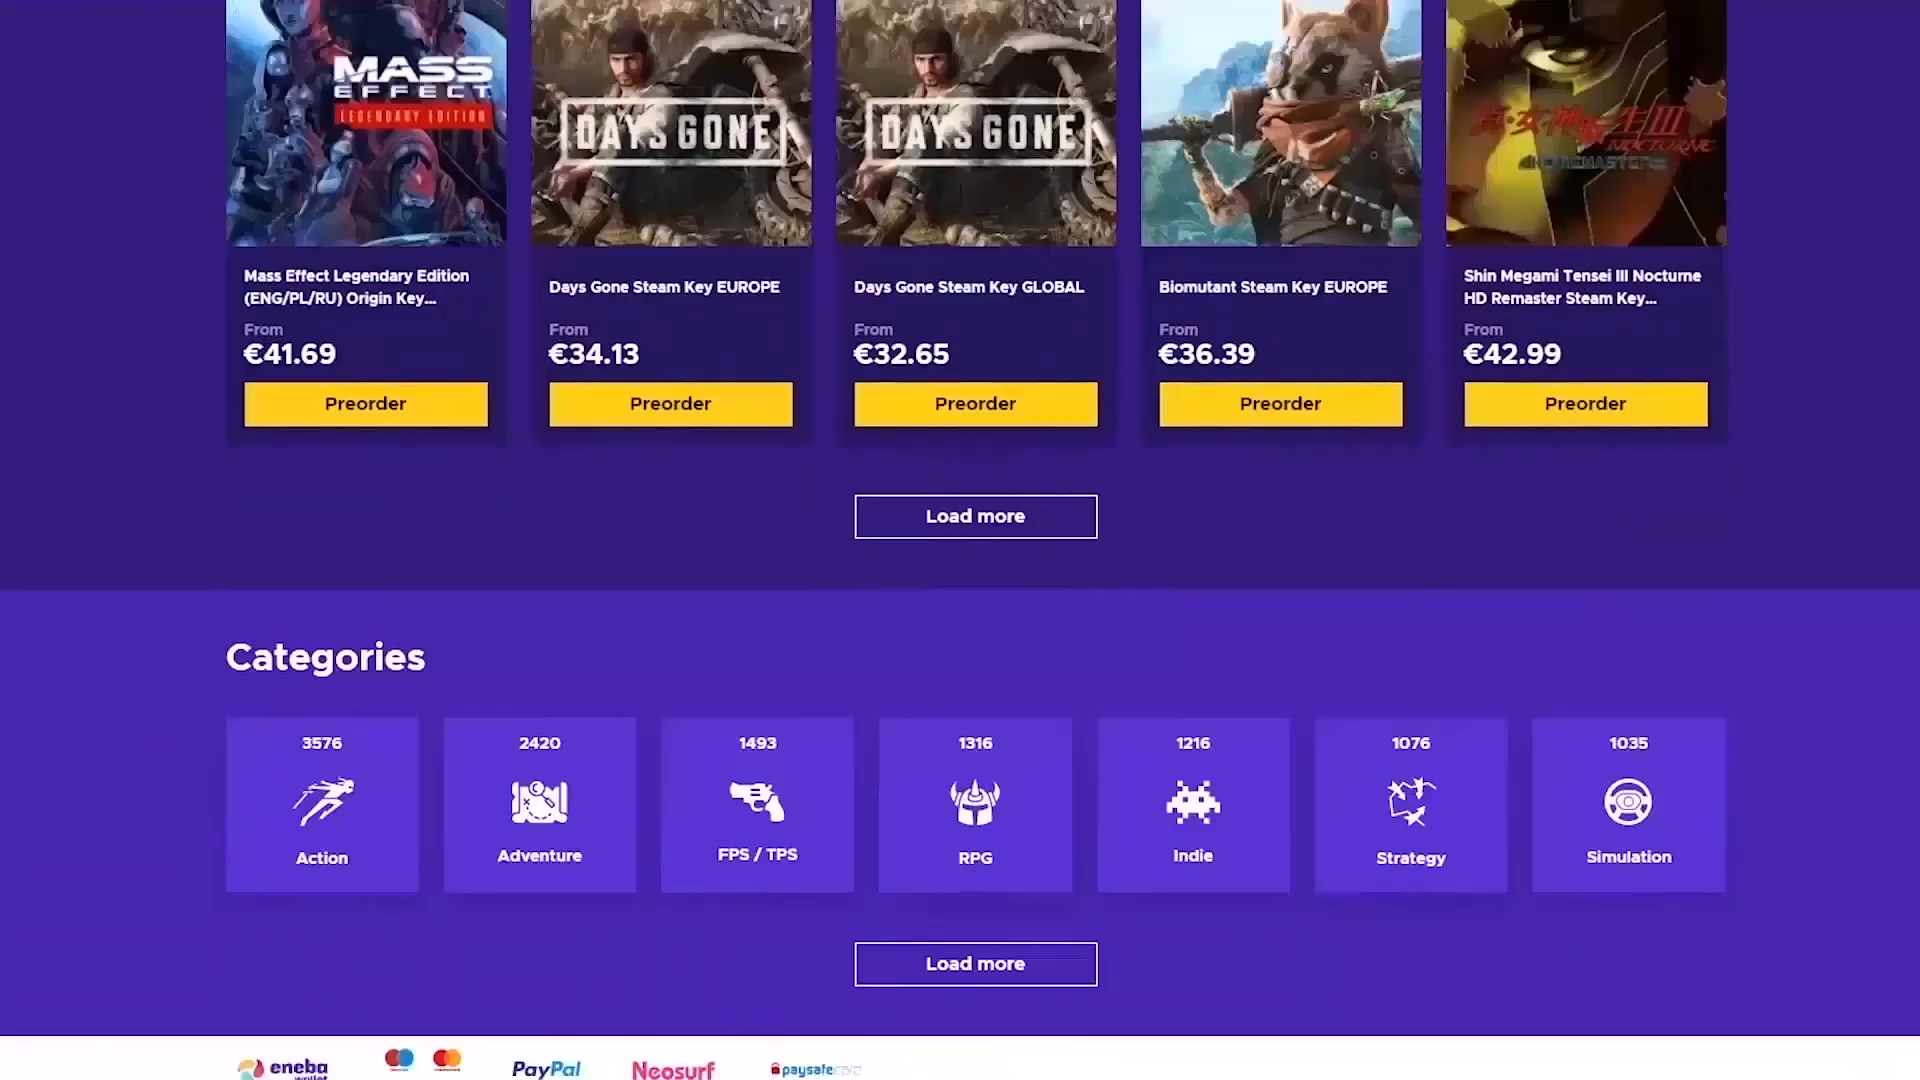 MASS
EFFECT
LEGENDARY EDITION
DAYS GONE
DAYS GONE
NOCTURNE
Mass Effect Legendary Edition
(ENG/PL/RU) Origin Key...
From
€41.69
Preorder
Days Gone Steam Key EUROPE
From
€34.13
Preorder
Days Gone Steam Key GLOBAL
From
€32.65
Preorder
Biomutant Steam Key EUROPE
From
€36.39
Preorder
Shin Megami Tensei III Nocturne
HD Remaster Steam Key...
From
€42.99
Preorder
Load more
Categories
3576
Action
2420
Adventure
1493
FPS / TPS
1316
RPG
1216
Indie
1076
Strategy
1035
Simulation
Load more
eneba
wallet
PayPal
Neosurf
paysafecard